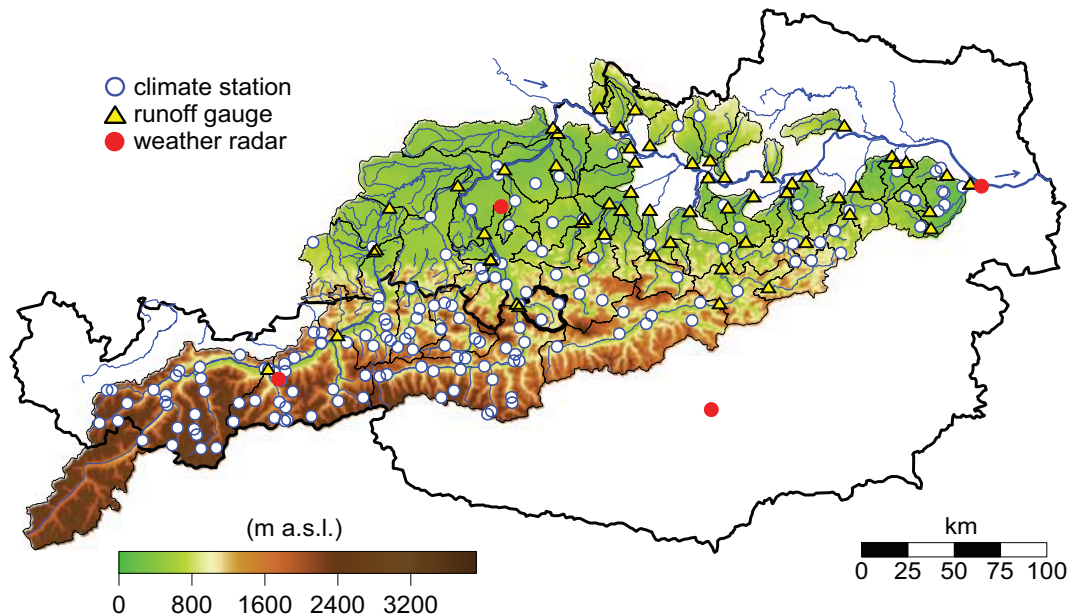 climate station
runoff gauge
weather radar
(m a.s.l.)
0 800 1600 2400 3200
km
0 25 50 75 100